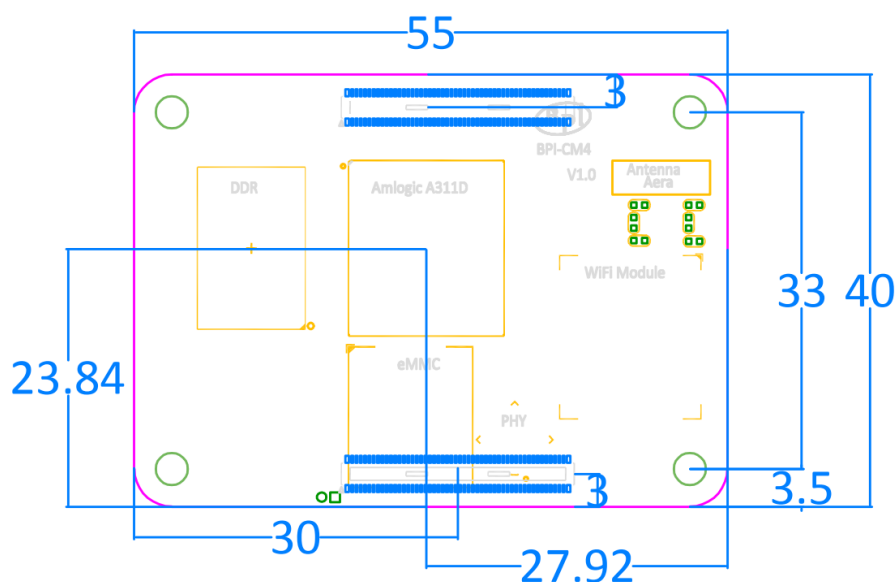 55
3
BPI
BPI-CM4
V1.0
Antenna
Aera
DDR
Amlogic A311D
WiFi Module
33
40
23.84
eMMC
PHY
3
3.5
30
27.92